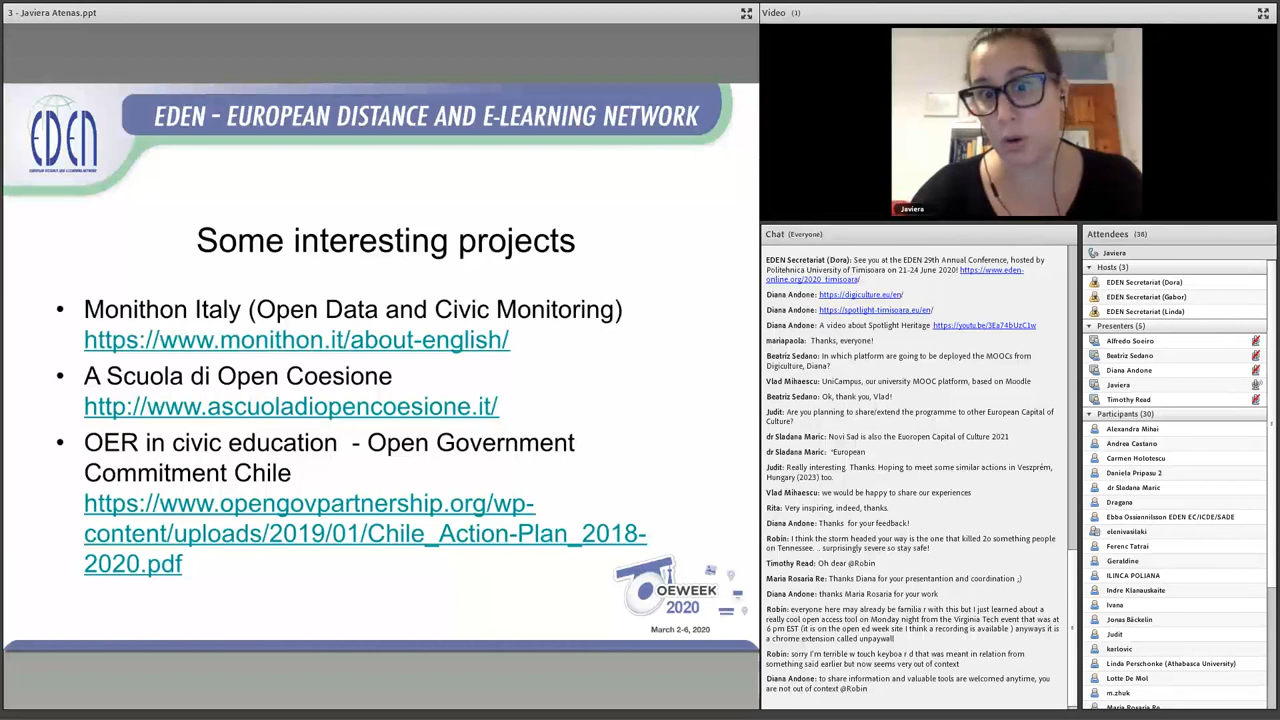 3 - Javiera Atenas.ppt
EDEN
EDEN - EUROPEAN DISTANCE AND E-LEARNING NETWORK
Some interesting projects
• Monithon Italy (Open Data and Civic Monitoring)
https://www.monithon.it/about-english/
• A Scuola di Open Coesione
http://www.ascuoladiopencoesione.it/
• OER in civic education - Open Government
Commitment Chile
https://www.opengovpartnership.org/wp-
content/uploads/2019/01/Chile_Action-Plan_2018-
2020.pdf
OEWEEK
2020
March 2-6, 2020
Video (1)
Javiera
Chat (Everyone)
EDEN Secretariat (Dora): See you at the EDEN 29th Annual Conference, hosted by
Politehnica University of Timisoara on 21-24 June 2020! https://www.eden-
online.org/2020_timisoara/
Diana Andone: https://digiculture.eu/en/
Diana Andone: https://spotlight-timisoara.eu/en/
Diana Andone: A video about Spotlight Heritage https://youtu.be/3Ea74bUzC1w
mariapaola: Thanks, everyone!
Beatriz Sedano: In which platform are going to be deployed the MOOCs from
Digiculture, Diana?
Vlad Mihaescu: UniCampus, our university MOOC platform, based on Moodle
Beatriz Sedano: Ok, thank you, Vlad!
Judit: Are you planning to share/extend the programme to other European Capital of
Culture?
dr Sladana Maric: Novi Sad is also the Euoropen Capital of Culture 2021
dr Sladana Maric: *European
Judit: Really interesting. Thanks. Hoping to meet some similar actions in Veszprém,
Hungary (2023) too.
Vlad Mihaescu: we would be happy to share our experiences
Rita: Very inspiring, indeed, thanks.
Diana Andone: Thanks for your feedback!
Robin: I think the storm headed your way is the one that killed 2o something people
on Tennessee. .. surprisingly severe so stay safe!
Timothy Read: Oh dear @Robin
Maria Rosaria Re: Thanks Diana for your presentantion and coordination ;)
Diana Andone: thanks Maria Rosaria for your work
Robin: everyone here may already be familia r with this but I just learned about a
really cool open access tool on Monday night from the Virginia Tech event that was at
6 pm EST (it is on the open ed week site I think a recording is available ) anyways it is
a chrome extension called unpaywall
Robin: sorry I'm terrible w touch keyboa r d that was meant in relation from
something said earlier but now seems very out of context
Diana Andone: to share information and valuable tools are welcomed anytime, you
are not out of context @Robin
Attendees (38)
Javiera
Hosts (3)
EDEN Secretariat (Dora)
EDEN Secretariat (Gabor)
EDEN Secretariat (Linda)
Presenters (5)
Alfredo Soeiro
Beatriz Sedano
Diana Andone
Javiera
Timothy Read
Participants (30)
Alexandra Mihai
Andrea Castano
Carmen Holotescu
Daniela Pripasu 2
dr Sladana Maric
Dragana
Ebba Ossiannilsson EDEN EC/ICDE/SADE
elenivasilaki
Ferenc Tatrai
Geraldine
ILINCA POLIANA
Indre Klanauskaite
Ivana
Jonas Bäckelin
Judit
karlovic
Linda Perschonke (Athabasca University)
Lotte De Mol
m.zhuk
Maria Rosaria Re